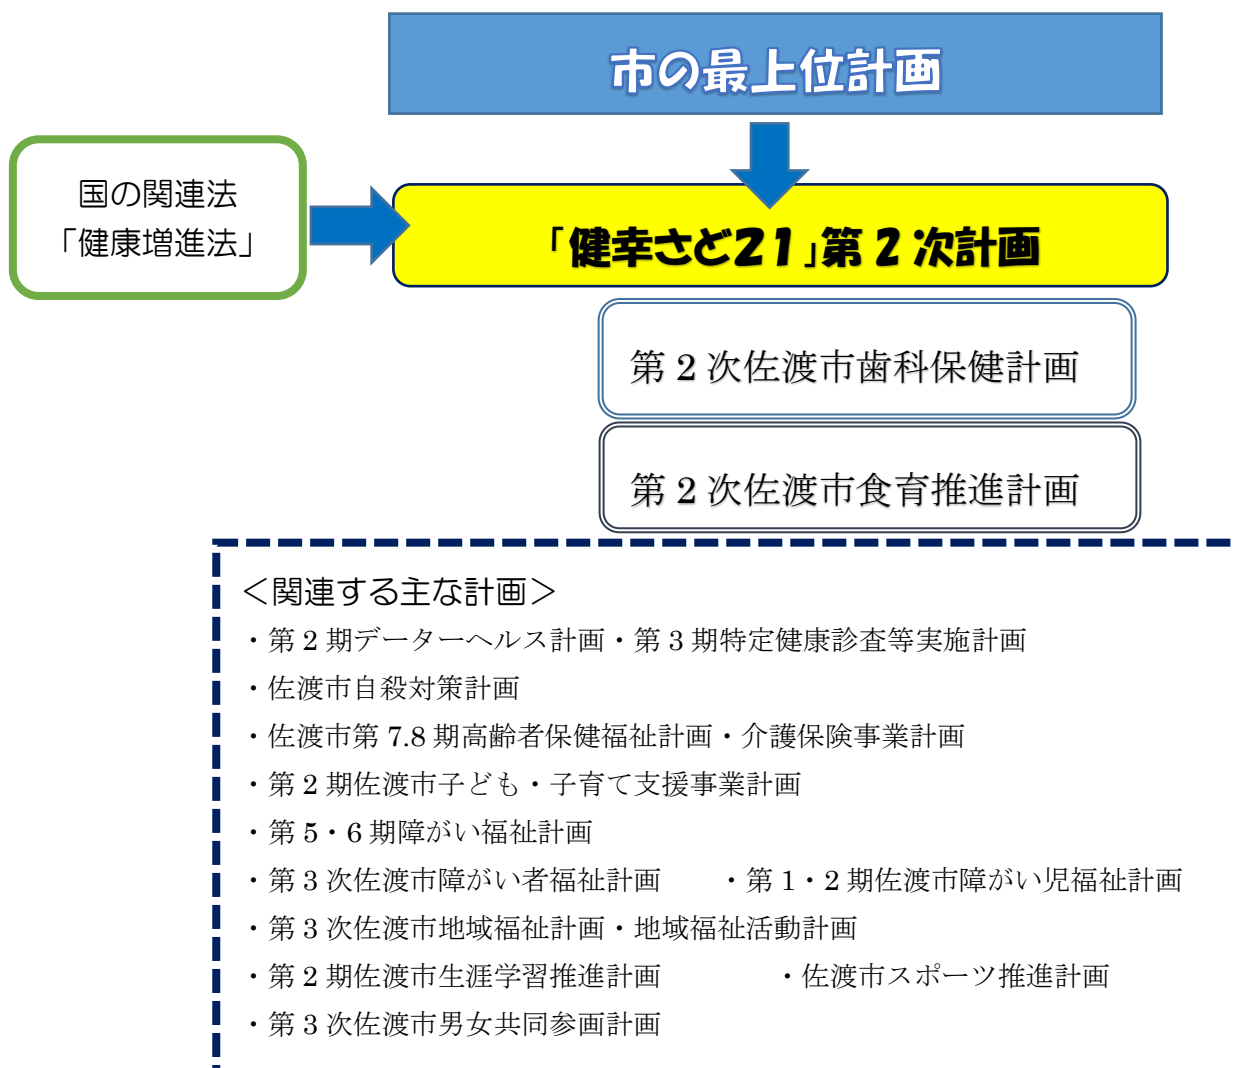 市の最上位計画
国の関連法
「健康増進法」
「健幸さど21」第2次計画
第2次佐渡市歯科保健計画
第2次佐渡市食育推進計画
＜関連する主な計画＞
・第2期データーヘルス計画・第3期特定健康診査等実施計画
・佐渡市自殺対策計画
・佐渡市第7.8期高齢者保健福祉計画・介護保険事業計画
・第2期佐渡市子ども・子育て支援事業計画
・第5・6期障がい福祉計画
・第3次佐渡市障がい者福祉計画　　・第1・2期佐渡市障がい児福祉計画
・第3次佐渡市地域福祉計画・地域福祉活動計画
・第2期佐渡市生涯学習推進計画　　　　・佐渡市スポーツ推進計画
・第3次佐渡市男女共同参画計画